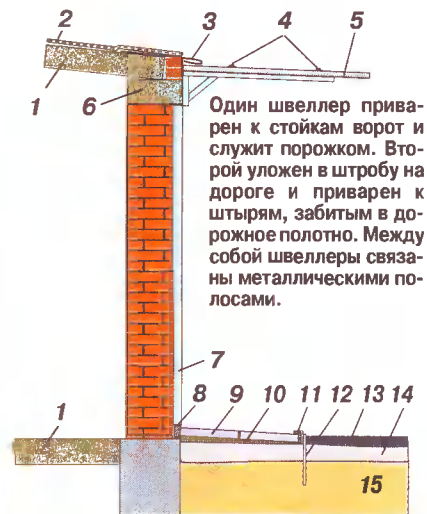 2
3
4
5
1
6
Один швеллер прива-
рен к стойкам ворот и
служит порожком. Вто-
рой уложен в штробу на
дороге и приварен к
штырям, забитым в до-
рожное полотно. Между
собой швеллеры связа-
ны металлическими по-
лосами.
7
1
8 9 10 11 12 13 14
15